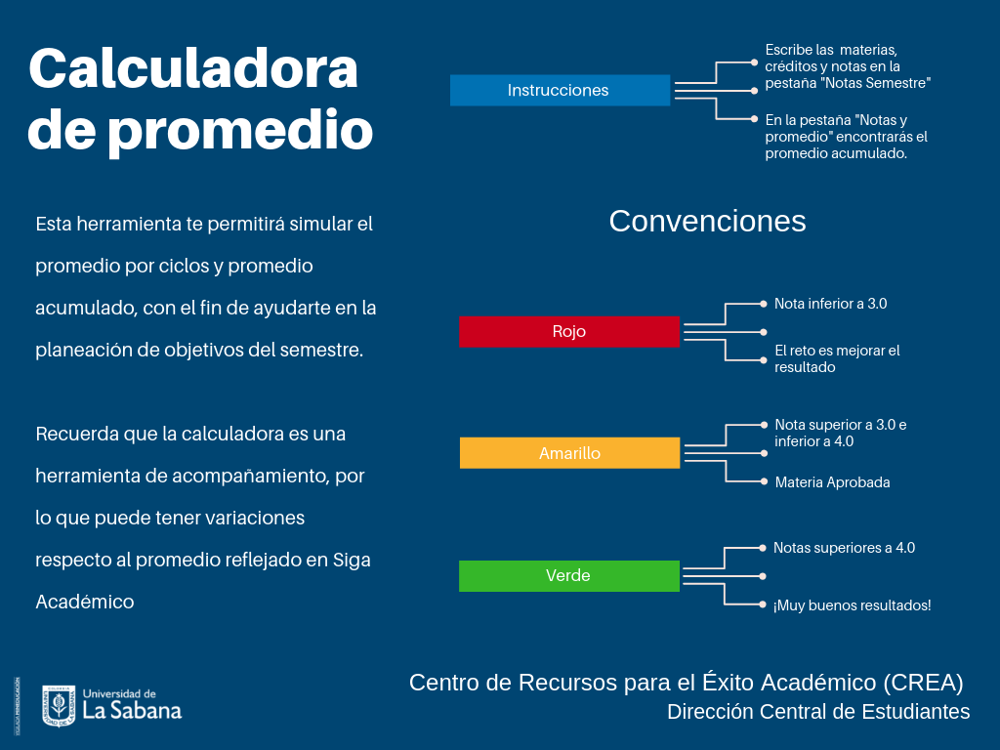 Calculadora
de promedio
Esta herramienta te permitirá simular el
promedio por ciclos y promedio
acumulado, con el fin de ayudarte en la
planeación de objetivos del semestre.
Recuerda que la calculadora es una
herramienta de acompañamiento, por
lo que puede tener variaciones
respecto al promedio reflejado en Siga
Académico
Instrucciones
Escribe las  materias,
créditos y notas en la
pestaña "Notas Semestre"
En la pestaña "Notas y
promedio" encontrarás el
promedio acumulado.
Convenciones
Rojo
Nota inferior a 3.0
El reto es mejorar el
resultado
Amarillo
Nota superior a 3.0 e
inferior a 4.0
Materia Aprobada
Verde
Notas superiores a 4.0
¡Muy buenos resultados!
VIGILADA MINEDUCACIÓN
Universidad de
La Sabana
Centro de Recursos para el Éxito Académico (CREA)
Dirección Central de Estudiantes